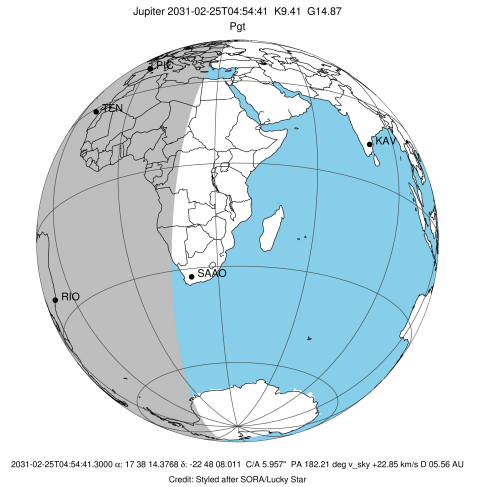 Jupiter 2031-02-25T04:54:41  K9.41  G14.87
Pgt
PIC
TEN
KAV
SAAO
RIO
2031-02-25T04:54:41.3000 α: 17 38 14.3768 δ: -22 48 08.011  C/A 5.957"  PA 182.21 deg v_sky +22.85 km/s D 05.56 AU
Credit: Styled after SORA/Lucky Star